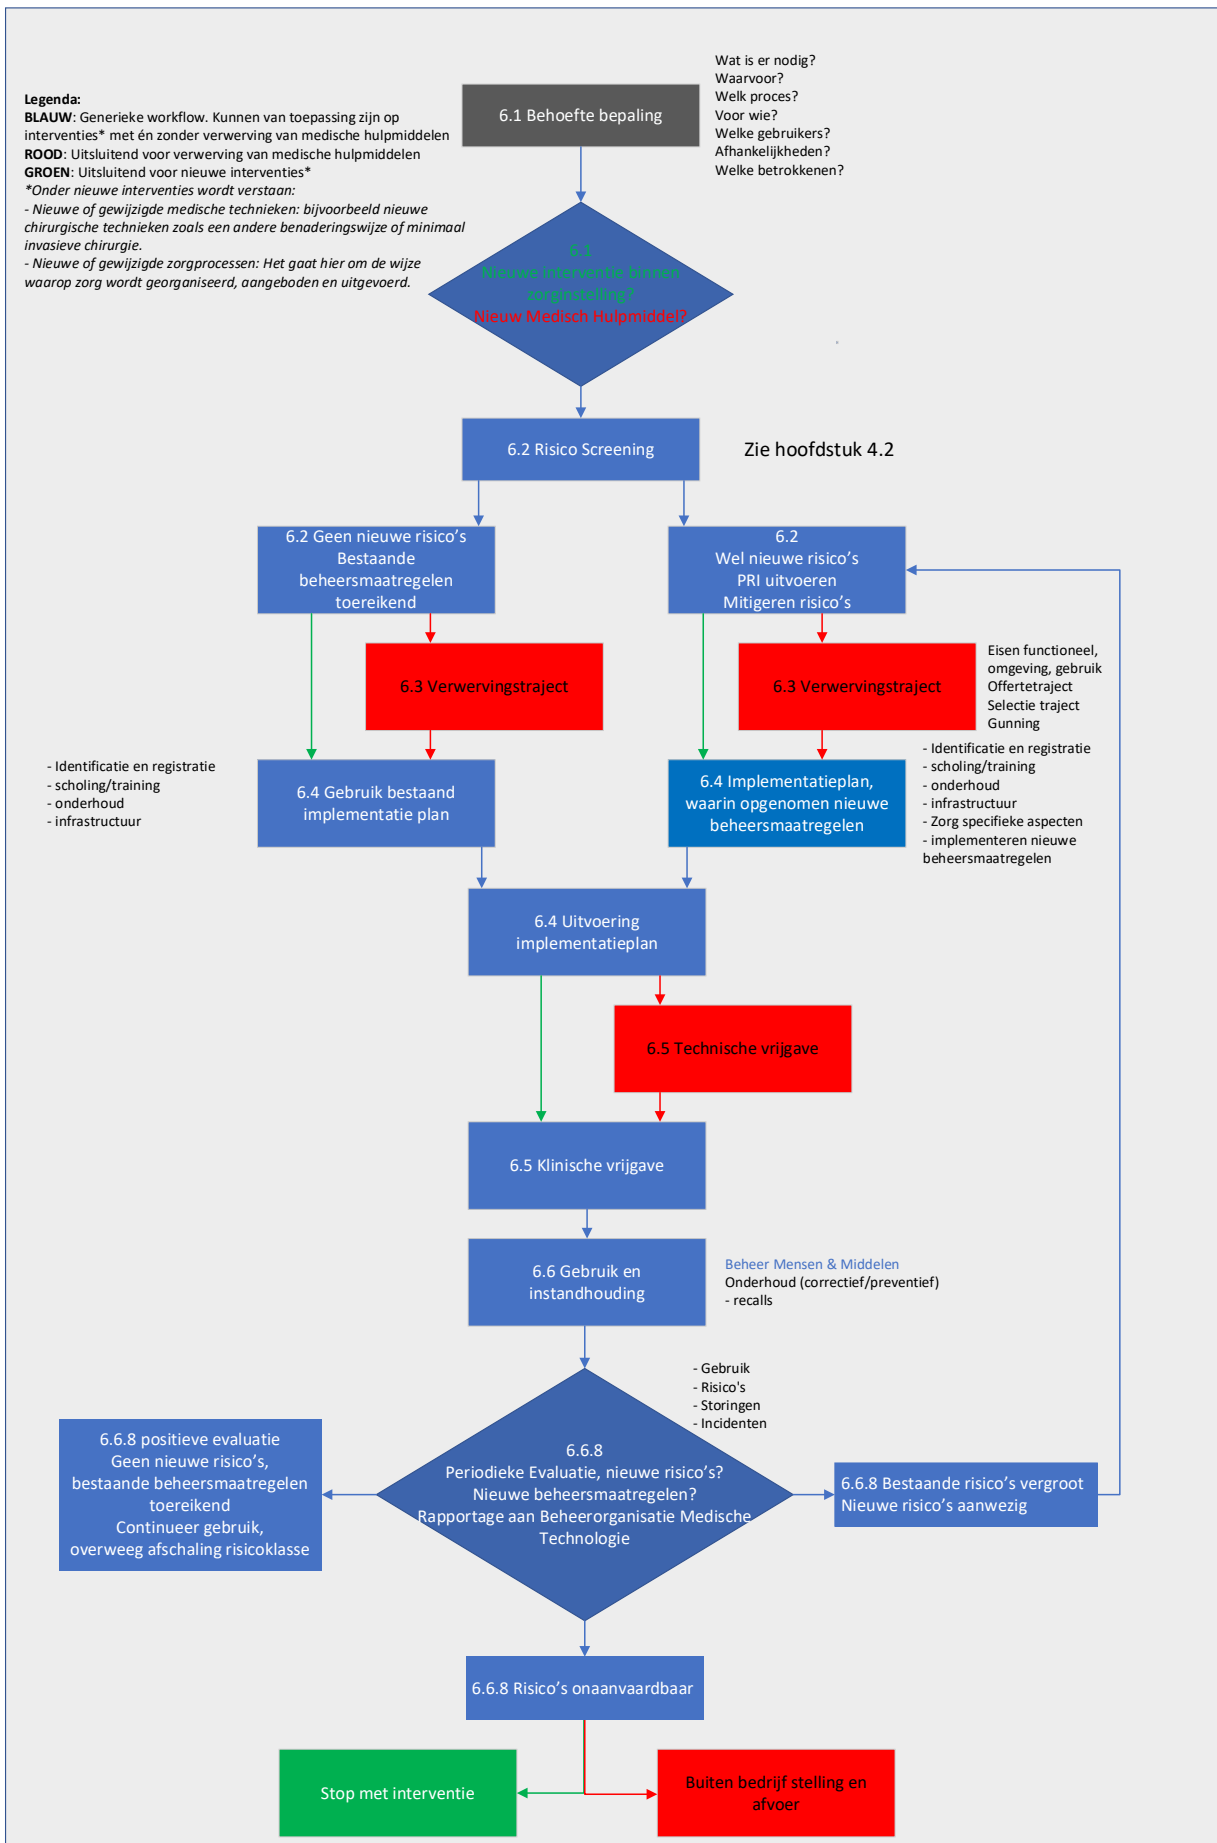 Legenda:
BLAUW: Generieke workflow. Kunnen van toepassing zijn op
interventies* met én zonder verwerving van medische hulpmiddelen
ROOD: Uitsluitend voor verwerving van medische hulpmiddelen
GROEN: Uitsluitend voor nieuwe interventies*
*Onder nieuwe interventies wordt verstaan:
- Nieuwe of gewijzigde medische technieken: bijvoorbeeld nieuwe
chirurgische technieken zoals een andere benaderingswijze of minimaal
invasieve chirurgie.
- Nieuwe of gewijzigde zorgprocessen: Het gaat hier om de wijze
waarop zorg wordt georganiseerd, aangeboden en uitgevoerd.
6.1 Behoefte bepaling
Wat is er nodig?
Waarvoor?
Welk proces?
Voor wie?
Welke gebruikers?
Afhankelijkheden?
Welke betrokkenen?
6.1
Nieuwe interventie binnen
zorginstelling?
Nieuw Medisch Hulpmiddel?
6.2 Risico Screening
Zie hoofdstuk 4.2
6.2 Geen nieuwe risico’s
Bestaande
beheersmaatregelen
toereikend
6.2
Wel nieuwe risico’s
PRI uitvoeren
Mitigeren risico’s
6.3 Verwervingstraject
6.3 Verwervingstraject
Eisen functioneel,
omgeving, gebruik
Offertetraject
Selectie traject
Gunning
- Identificatie en registratie
- scholing/training
- onderhoud
- infrastructuur
6.4 Gebruik bestaand
implementatie plan
6.4 Implementatieplan,
waarin opgenomen nieuwe
beheersmaatregelen
- Identificatie en registratie
- scholing/training
- onderhoud
- infrastructuur
- Zorg specifieke aspecten
- implementeren nieuwe
beheersmaatregelen
6.4 Uitvoering
implementatieplan
6.5 Technische vrijgave
6.5 Klinische vrijgave
6.6 Gebruik en
instandhouding
Beheer Mensen & Middelen
Onderhoud (correctief/preventief)
- recalls
- Gebruik
- Risico's
- Storingen
- Incidenten
6.6.8 positieve evaluatie
Geen nieuwe risico’s,
bestaande beheersmaatregelen
toereikend
Continueer gebruik,
overweeg afschaling risicoklasse
6.6.8
Periodieke Evaluatie, nieuwe risico’s?
Nieuwe beheersmaatregelen?
Rapportage aan Beheerorganisatie Medische
Technologie
6.6.8 Bestaande risico’s vergroot
Nieuwe risico’s aanwezig
6.6.8 Risico’s onaanvaardbaar
Stop met interventie
Buiten bedrijf stelling en
afvoer